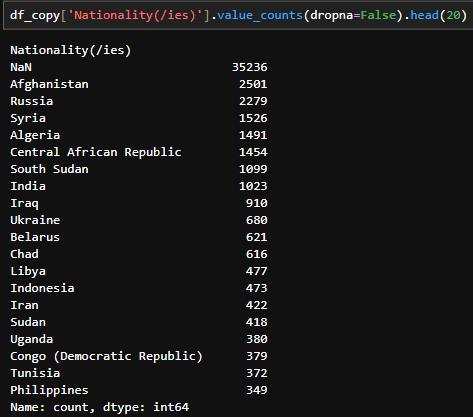 df_copy['Nationality(/ies)'].value_counts(dropna=False).head(20)
Nationality(/ies)
NaN 35236
Afghanistan 2501
Russia 2279
Syria 1526
Algeria 1491
Central African Republic 1454
South Sudan 1099
India 1023
Iraq 910
Ukraine 680
Belarus 621
Chad 616
Libya 477
Indonesia 473
Iran 422
Sudan 418
Uganda 380
Congo (Democratic Republic) 379
Tunisia 372
Philippines 349
Name: count, dtype: int64